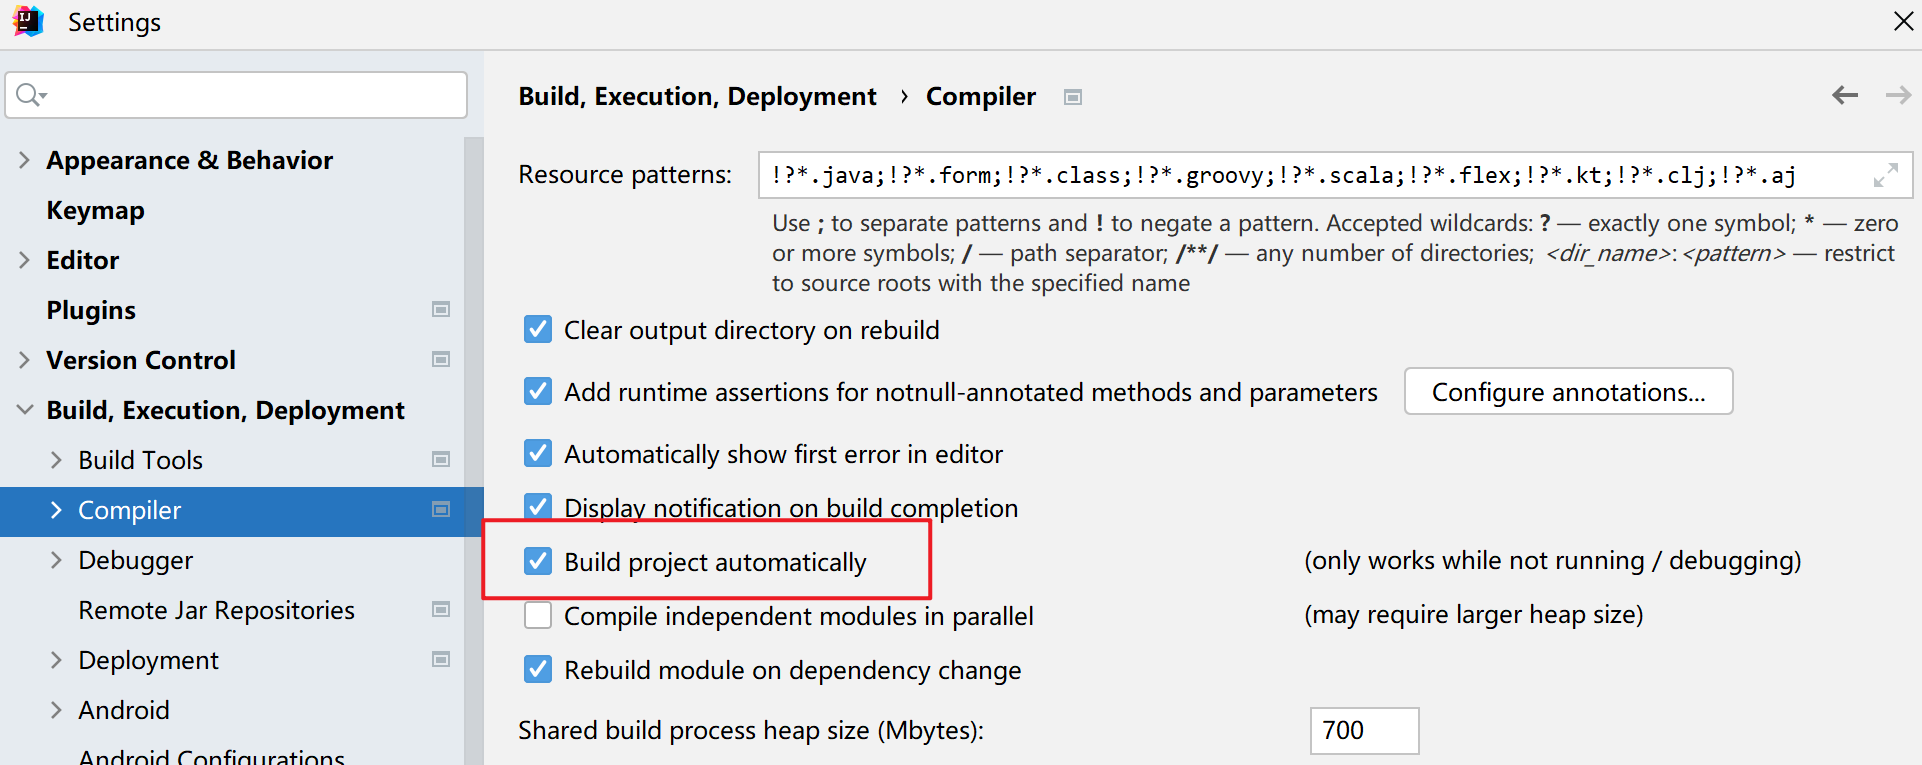 Settings
Appearance & Behavior
Keymap
Editor
Plugins
Version Control
Build, Execution, Deployment
Build Tools
Compiler
Debugger
Remote Jar Repositories
Deployment
Android
Android Configurations
Build, Execution, Deployment › Compiler
Resource patterns: !?*.java;!?*.form;!?*.class;!?*.groovy;!?*.scala;!?*.flex;!?*.kt;!?*.clj;!?*.aj
Use ; to separate patterns and ! to negate a pattern. Accepted wildcards: ? — exactly one symbol; * — zero
or more symbols; / — path separator; /**/ — any number of directories; <dir_name>:<pattern> — restrict
to source roots with the specified name
Clear output directory on rebuild
Add runtime assertions for notnull-annotated methods and parameters Configure annotations...
Automatically show first error in editor
Display notification on build completion
Build project automatically (only works while not running / debugging)
Compile independent modules in parallel (may require larger heap size)
Rebuild module on dependency change
Shared build process heap size (Mbytes): 700